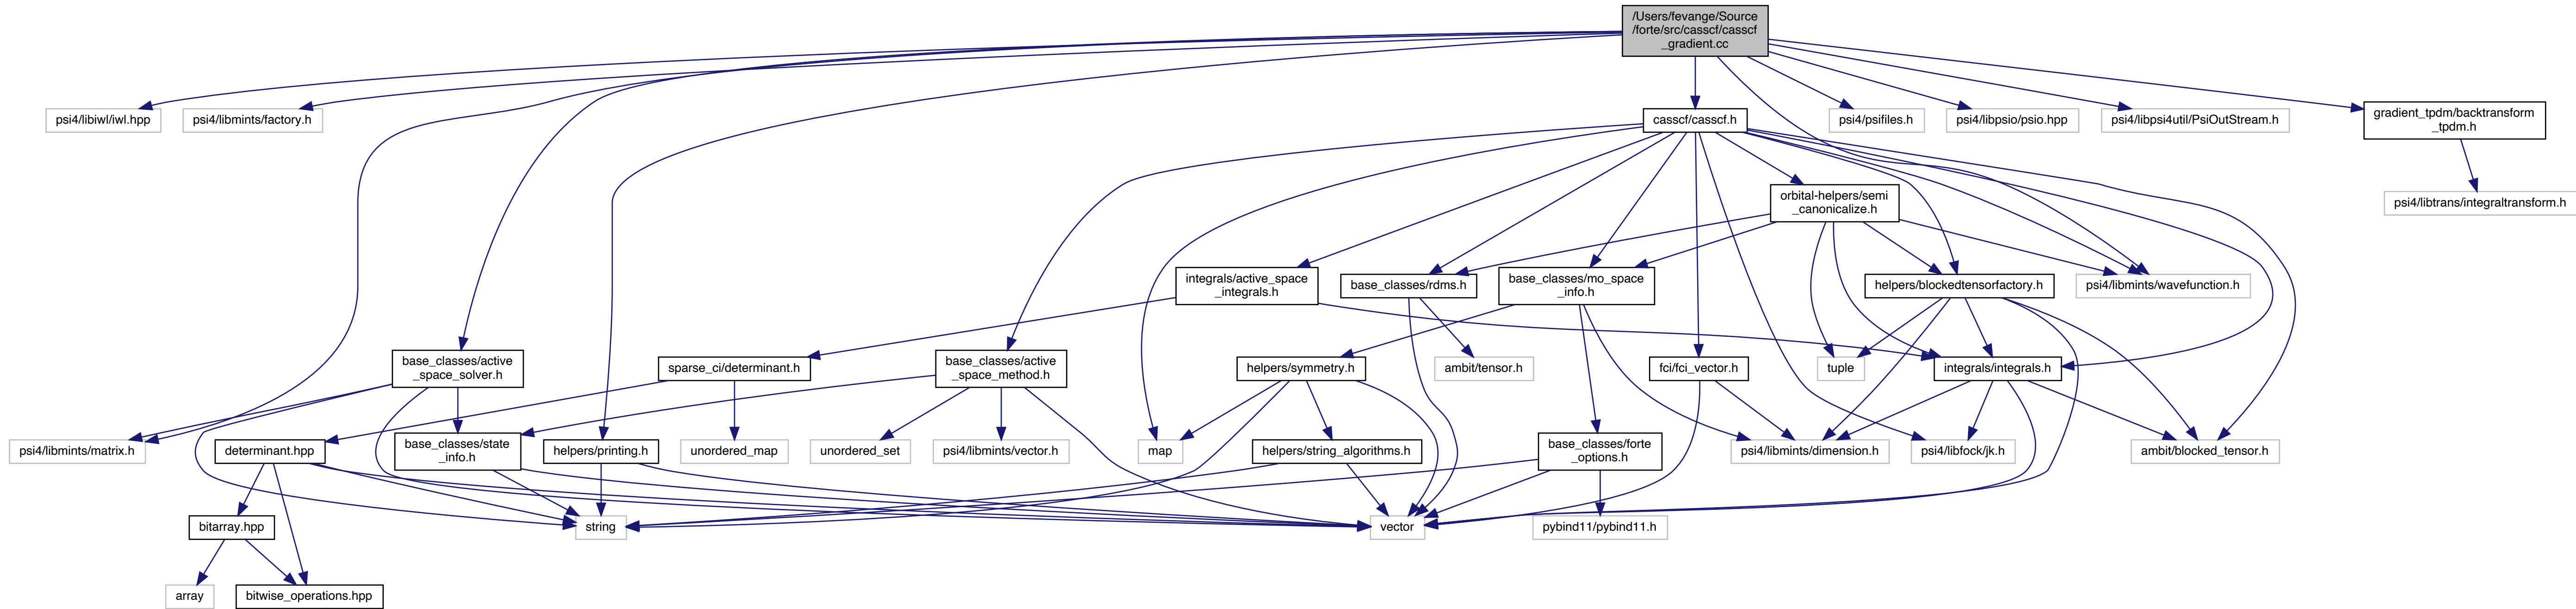 /Users/fevange/Source
/forte/src/casscf/casscf
_gradient.cc
psi4/libiwl/iwl.hpp
psi4/libmints/factory.h
casscf/casscf.h
psi4/psifiles.h
psi4/libpsio/psio.hpp
psi4/libpsi4util/PsiOutStream.h
gradient_tpdm/backtransform
_tpdm.h
orbital-helpers/semi
_canonicalize.h
psi4/libtrans/integraltransform.h
integrals/active_space
_integrals.h
base_classes/rdms.h
base_classes/mo_space
_info.h
helpers/blockedtensorfactory.h
psi4/libmints/wavefunction.h
base_classes/active
_space_solver.h
sparse_ci/determinant.h
base_classes/active
_space_method.h
helpers/symmetry.h
ambit/tensor.h
fci/fci_vector.h
tuple
integrals/integrals.h
psi4/libmints/matrix.h
determinant.hpp
base_classes/state
_info.h
helpers/printing.h
unordered_map
unordered_set
psi4/libmints/vector.h
map
helpers/string_algorithms.h
base_classes/forte
_options.h
psi4/libmints/dimension.h
psi4/libfock/jk.h
ambit/blocked_tensor.h
bitarray.hpp
string
vector
pybind11/pybind11.h
array
bitwise_operations.hpp